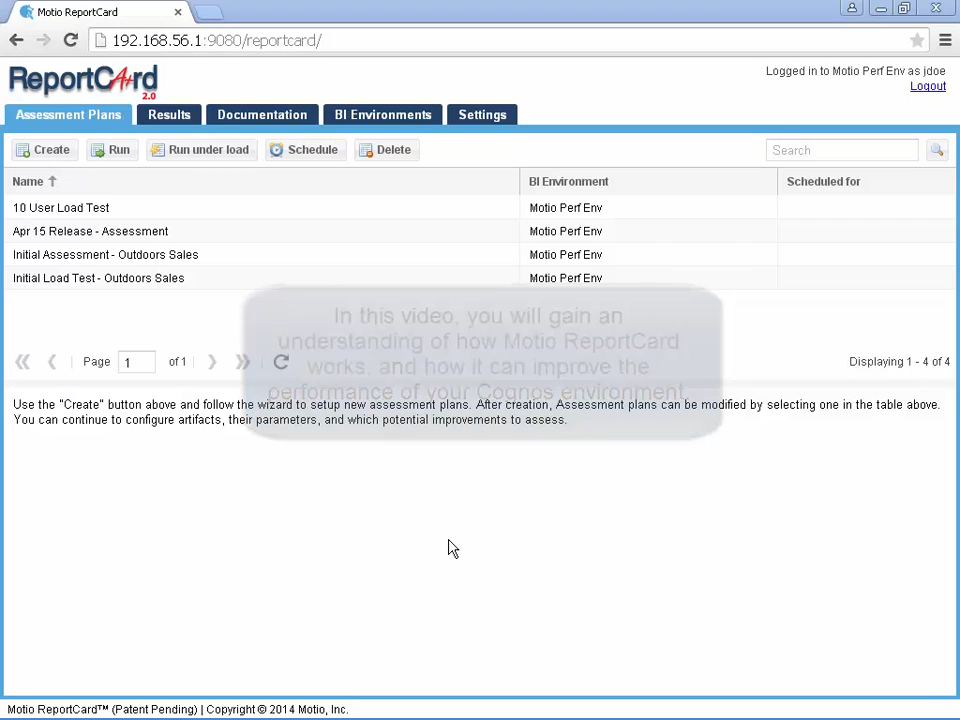 Motio ReportCard
192.168.56.1:9080/reportcard/
ReportCard 2.0
Logged in to Motio Perf Env as jdoe
Logout
Assessment Plans Results Documentation BI Environments Settings
Create Run Run under load Schedule Delete Search
Name BI Environment Scheduled for
10 User Load Test Motio Perf Env
Apr 15 Release - Assessment Motio Perf Env
Initial Assessment - Outdoors Sales Motio Perf Env
Initial Load Test - Outdoors Sales Motio Perf Env
In this video, you will gain an
understanding of how Motio ReportCard
works, and how it can improve the
performance of your Cognos environment.
Page 1 of 1 Displaying 1 - 4 of 4
Use the "Create" button above and follow the wizard to setup new assessment plans. After creation, Assessment plans can be modified by selecting one in the table above.
You can continue to configure artifacts, their parameters, and which potential improvements to assess.
Motio ReportCard™ (Patent Pending) | Copyright © 2014 Motio, Inc.